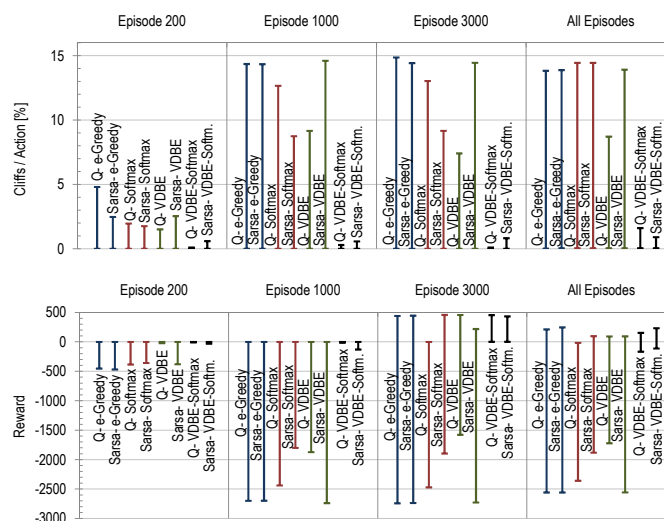 Episode 200
Episode 1000
Episode 3000
All Episodes
Cliffs / Action [%]
15
10
5
0
Q- e-Greedy
Sarsa- e-Greedy
Q- Softmax
Sarsa- Softmax
Q- VDBE
Sarsa- VDBE
Q- VDBE-Softmax
Sarsa- VDBE-Softm.
Q- e-Greedy
Sarsa- e-Greedy
Q- Softmax
Sarsa- Softmax
Q- VDBE
Sarsa- VDBE
Q- VDBE-Softmax
Sarsa- VDBE-Softm.
Q- e-Greedy
Sarsa- e-Greedy
Q- Softmax
Sarsa- Softmax
Q- VDBE
Sarsa- VDBE
Q- VDBE-Softmax
Sarsa- VDBE-Softm.
Q- e-Greedy
Sarsa- e-Greedy
Q- Softmax
Sarsa- Softmax
Q- VDBE
Sarsa- VDBE
Q- VDBE-Softmax
Sarsa- VDBE-Softm.
Episode 200
Episode 1000
Episode 3000
All Episodes
Reward
500
0
-500
-1000
-1500
-2000
-2500
-3000
Q- e-Greedy
Sarsa- e-Greedy
Q- Softmax
Sarsa- Softmax
Q- VDBE
Sarsa- VDBE
Q- VDBE-Softmax
Sarsa- VDBE-Softm.
Q- e-Greedy
Sarsa- e-Greedy
Q- Softmax
Sarsa- Softmax
Q- VDBE
Sarsa- VDBE
Q- VDBE-Softmax
Sarsa- VDBE-Softm.
Q- e-Greedy
Sarsa- e-Greedy
Q- Softmax
Sarsa- Softmax
Q- VDBE
Sarsa- VDBE
Q- VDBE-Softmax
Sarsa- VDBE-Softm.
Q- e-Greedy
Sarsa- e-Greedy
Q- Softmax
Sarsa- Softmax
Q- VDBE
Sarsa- VDBE
Q- VDBE-Softmax
Sarsa- VDBE-Softm.